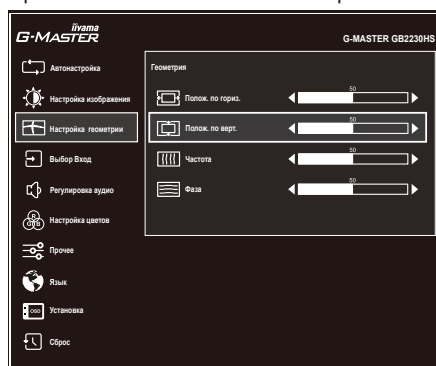 iiyama
G-MASTER
G-MASTER GB2230HS
Автонастройка
Настройка изображения
Настройка геометрии
Выбор Вход
Регулировка аудио
Настройка цветов
R
G B
Прочее
Язык
OSD
Установка
Сброс
Геометрия
Полож. по гориз.
50
Полож. по верт.
50
Частота
50
Фаза
50